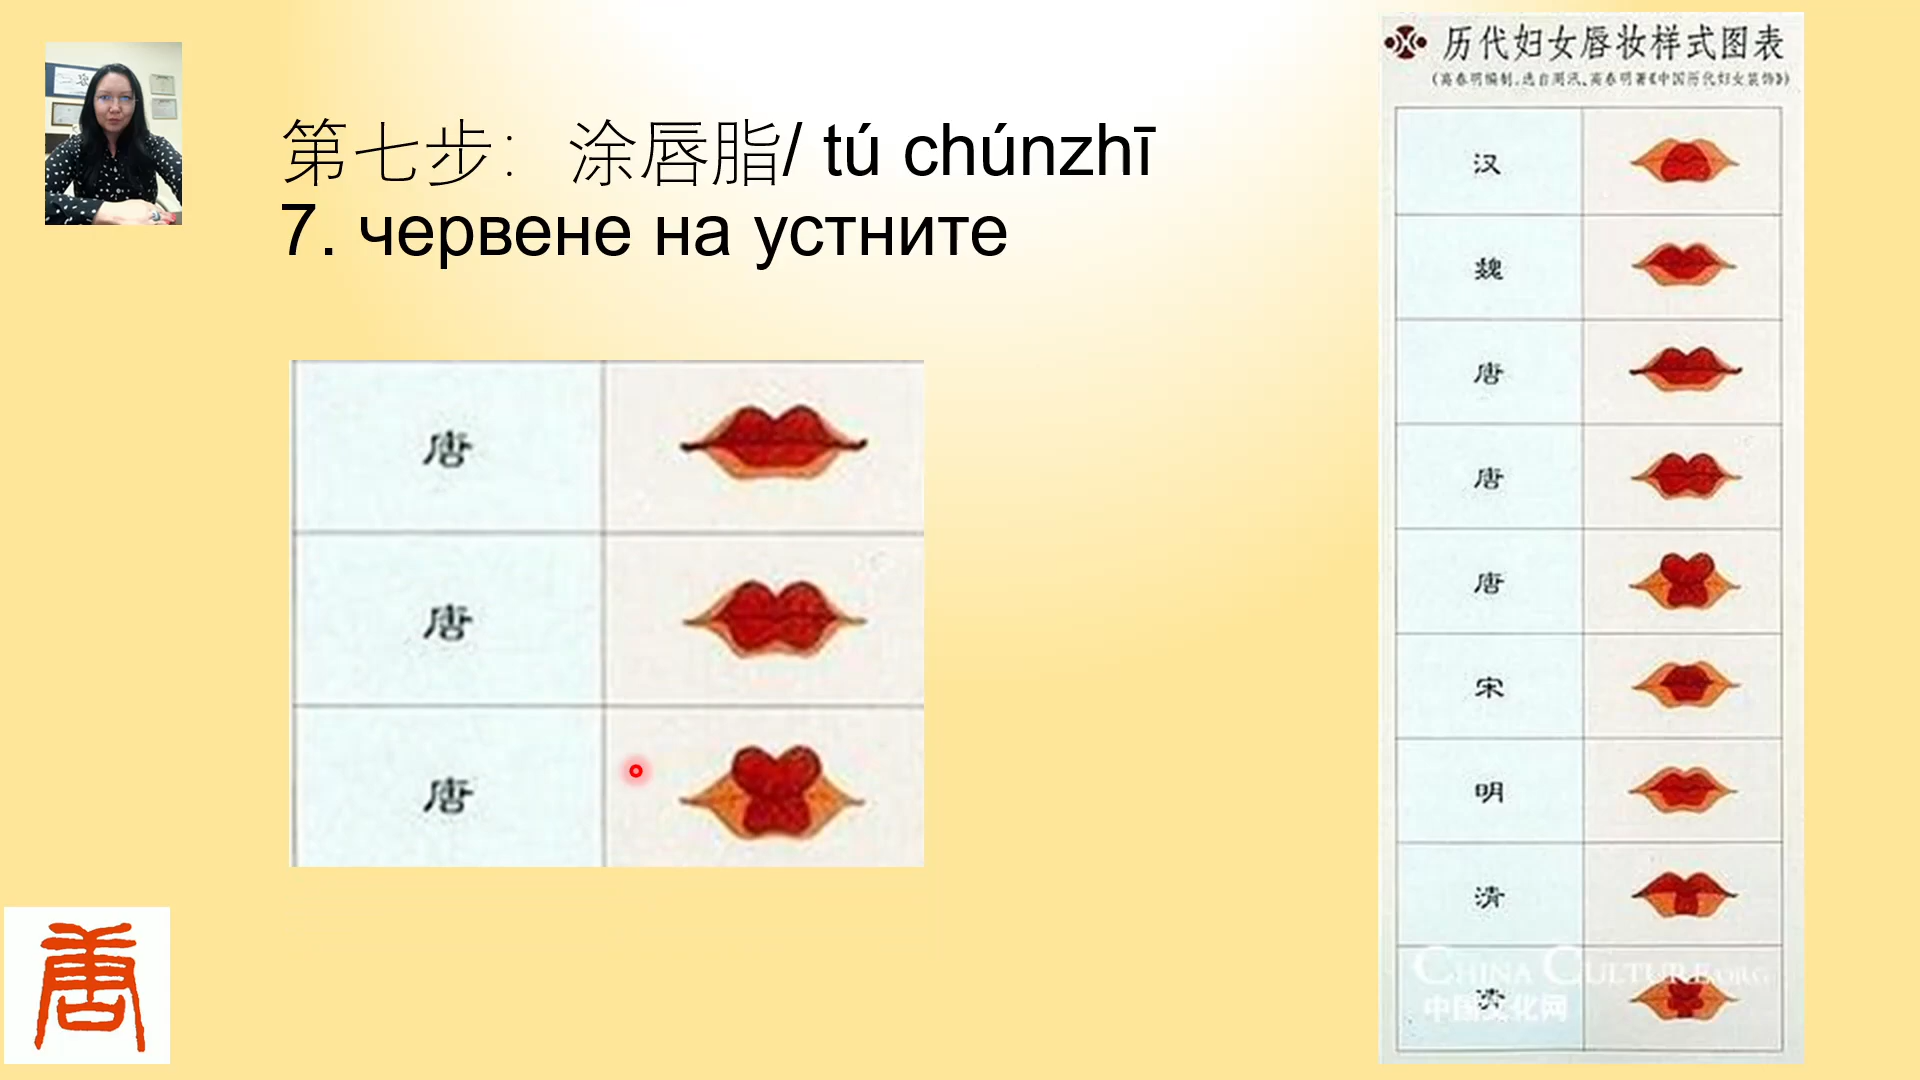 第七步： 涂唇脂/ tú chúnzhī
7. червене на устните
唐
唐
唐
唐
历代妇女唇妆样式图表
(高春明编制,选自周汛、高春明著《中国历代妇女装饰》)
汉
魏
唐
唐
唐
宋
明
清
清
CHINA CULTURE.ORG
中国文化网